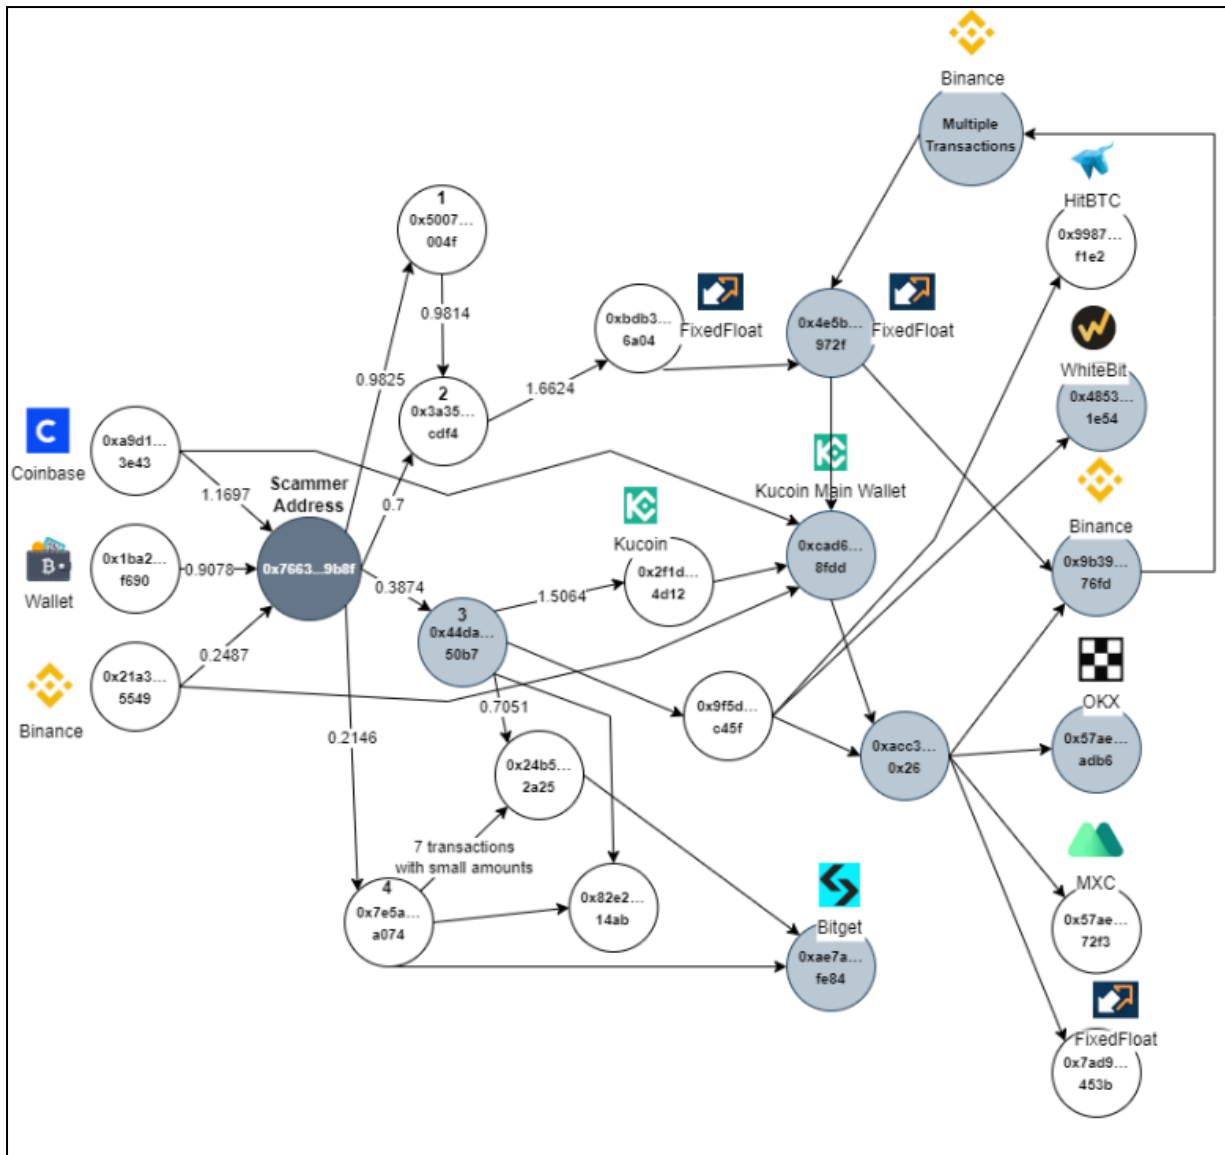 Binance
Multiple
Transactions
HitBTC
0x9987...
f1e2
1
0x5007...
004f
0.9814
0.9825
0xbdb3...
6a04
FixedFloat
0x4e5b...
972f
FixedFloat
WhiteBit
0x4853...
1e54
2
0x3a35...
cdf4
1.6624
Coinbase
0xa9d1...
3e43
1.1697
Scammer
Address
0x7663...9b8f
0.7
Kucoin Main Wallet
0xcad6...
8fdd
Binance
0x9b39...
76fd
Wallet
0x1ba2...
f690
0.9078
0.3874
Kucoin
0x2f1d...
4d12
1.5064
3
0x44da...
50b7
Binance
0x21a3...
5549
0.2487
0.2146
0.7051
0x9f5d...
c45f
0xacc3...
0x26
OKX
0x57ae...
adb6
0x24b5...
2a25
7 transactions
with small amounts
4
0x7e5a...
a074
0x82e2...
14ab
Bitget
0xae7a...
fe84
MXC
0x57ae...
72f3
FixedFloat
0x7ad9...
453b